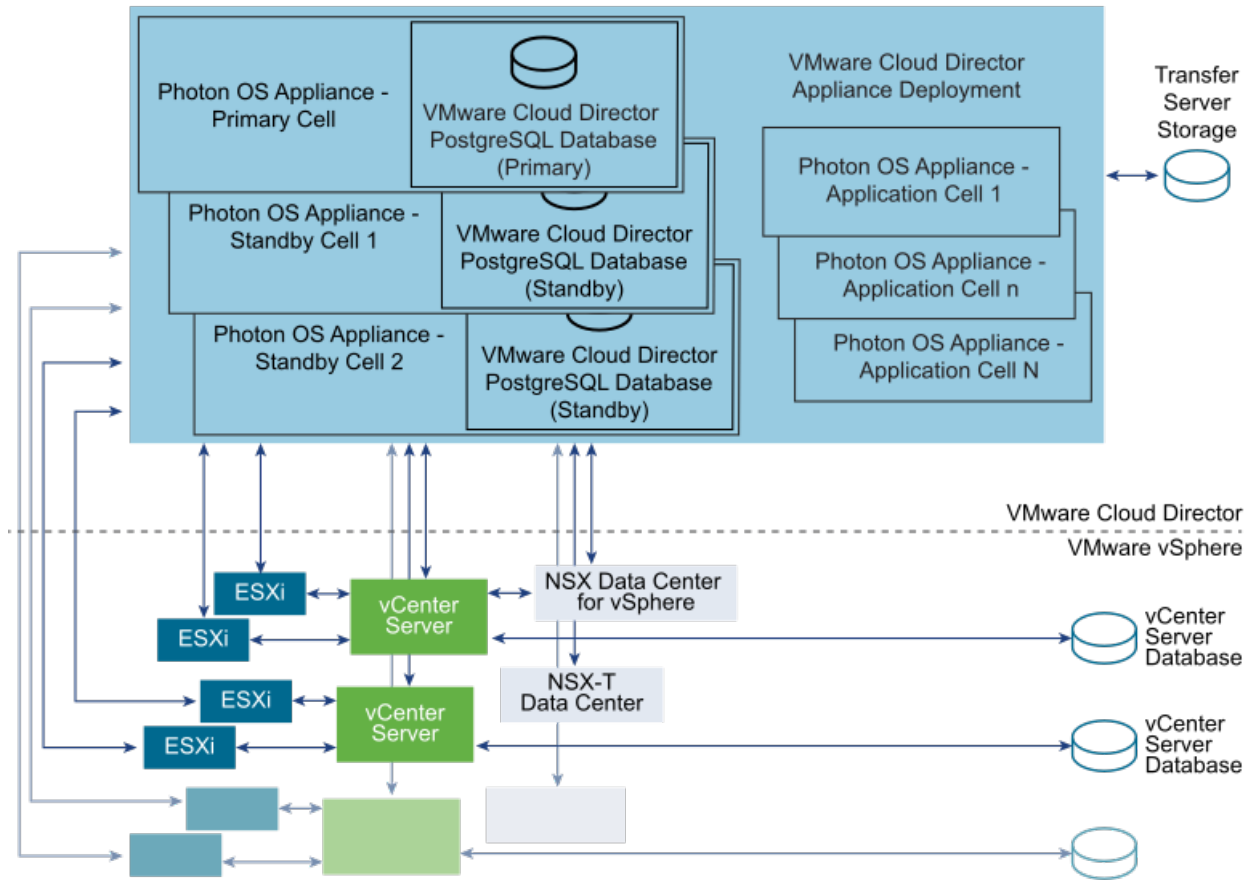 Photon OS Appliance -
Primary Cell
VMware Cloud Director
PostgreSQL Database
(Primary)
Photon OS Appliance -
Standby Cell 1
VMware Cloud Director
PostgreSQL Database
(Standby)
Photon OS Appliance -
Standby Cell 2
VMware Cloud Director
PostgreSQL Database
(Standby)
VMware Cloud Director
Appliance Deployment
Photon OS Appliance -
Application Cell 1
Photon OS Appliance -
Application Cell n
Photon OS Appliance -
Application Cell N
Transfer
Server
Storage
VMware Cloud Director
VMware vSphere
ESXi
ESXi
vCenter
Server
NSX Data Center
for vSphere
vCenter
Server
Database
ESXi
ESXi
vCenter
Server
NSX-T
Data Center
vCenter
Server
Database